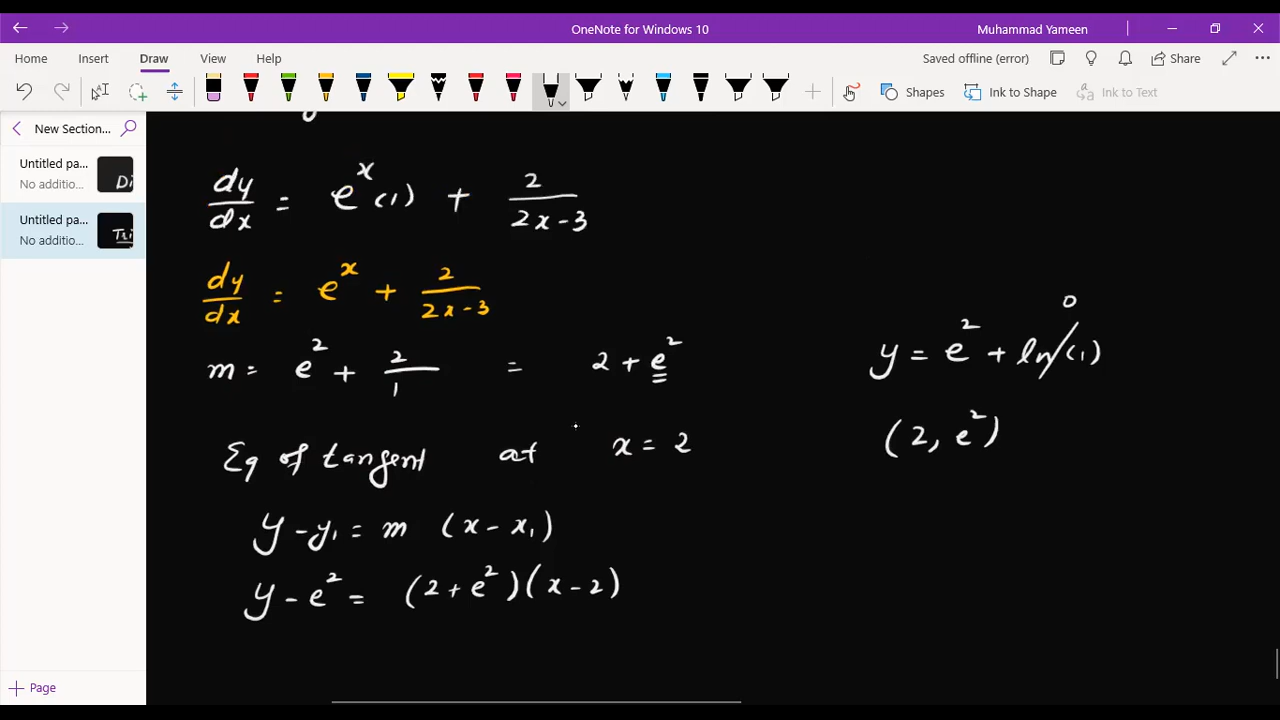 OneNote for Windows 10
Muhammad Yameen
Home Insert Draw View Help
Saved offline (error)
Share
Shapes
Ink to Shape
Ink to Text
New Section...
Untitled pa...
No additio...
Di
Untitled pa...
No additio...
Tri
dy/dx = e^x (1) + 2/(2x-3)
dy/dx = e^x + 2/(2x-3)
m = e^2 + 2/1 = 2 + e^2
Eq of tangent at x = 2
y - y₁ = m (x - x₁)
y - e^2 = (2 + e^2)(x - 2)
0
y = e^2 + ln(1)
(2, e^2)
Page